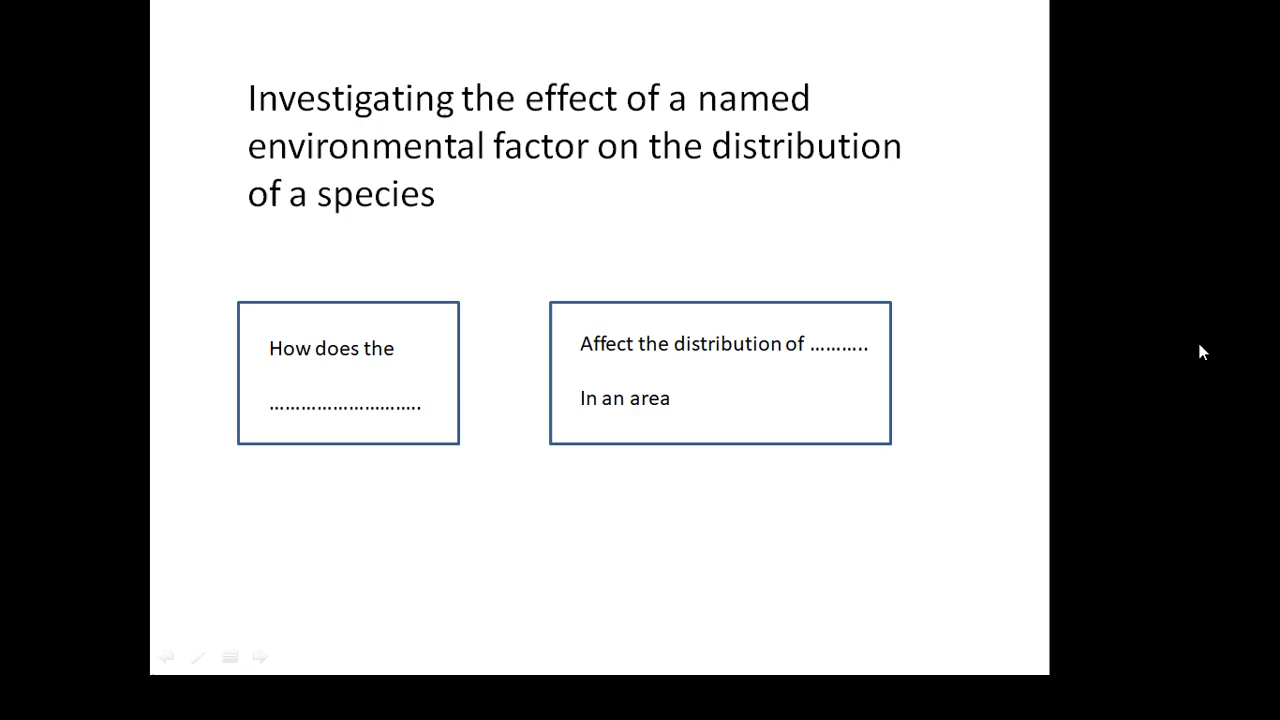 Investigating the effect of a named
environmental factor on the distribution
of a species
How does the
………………………..
Affect the distribution of ………..
In an area